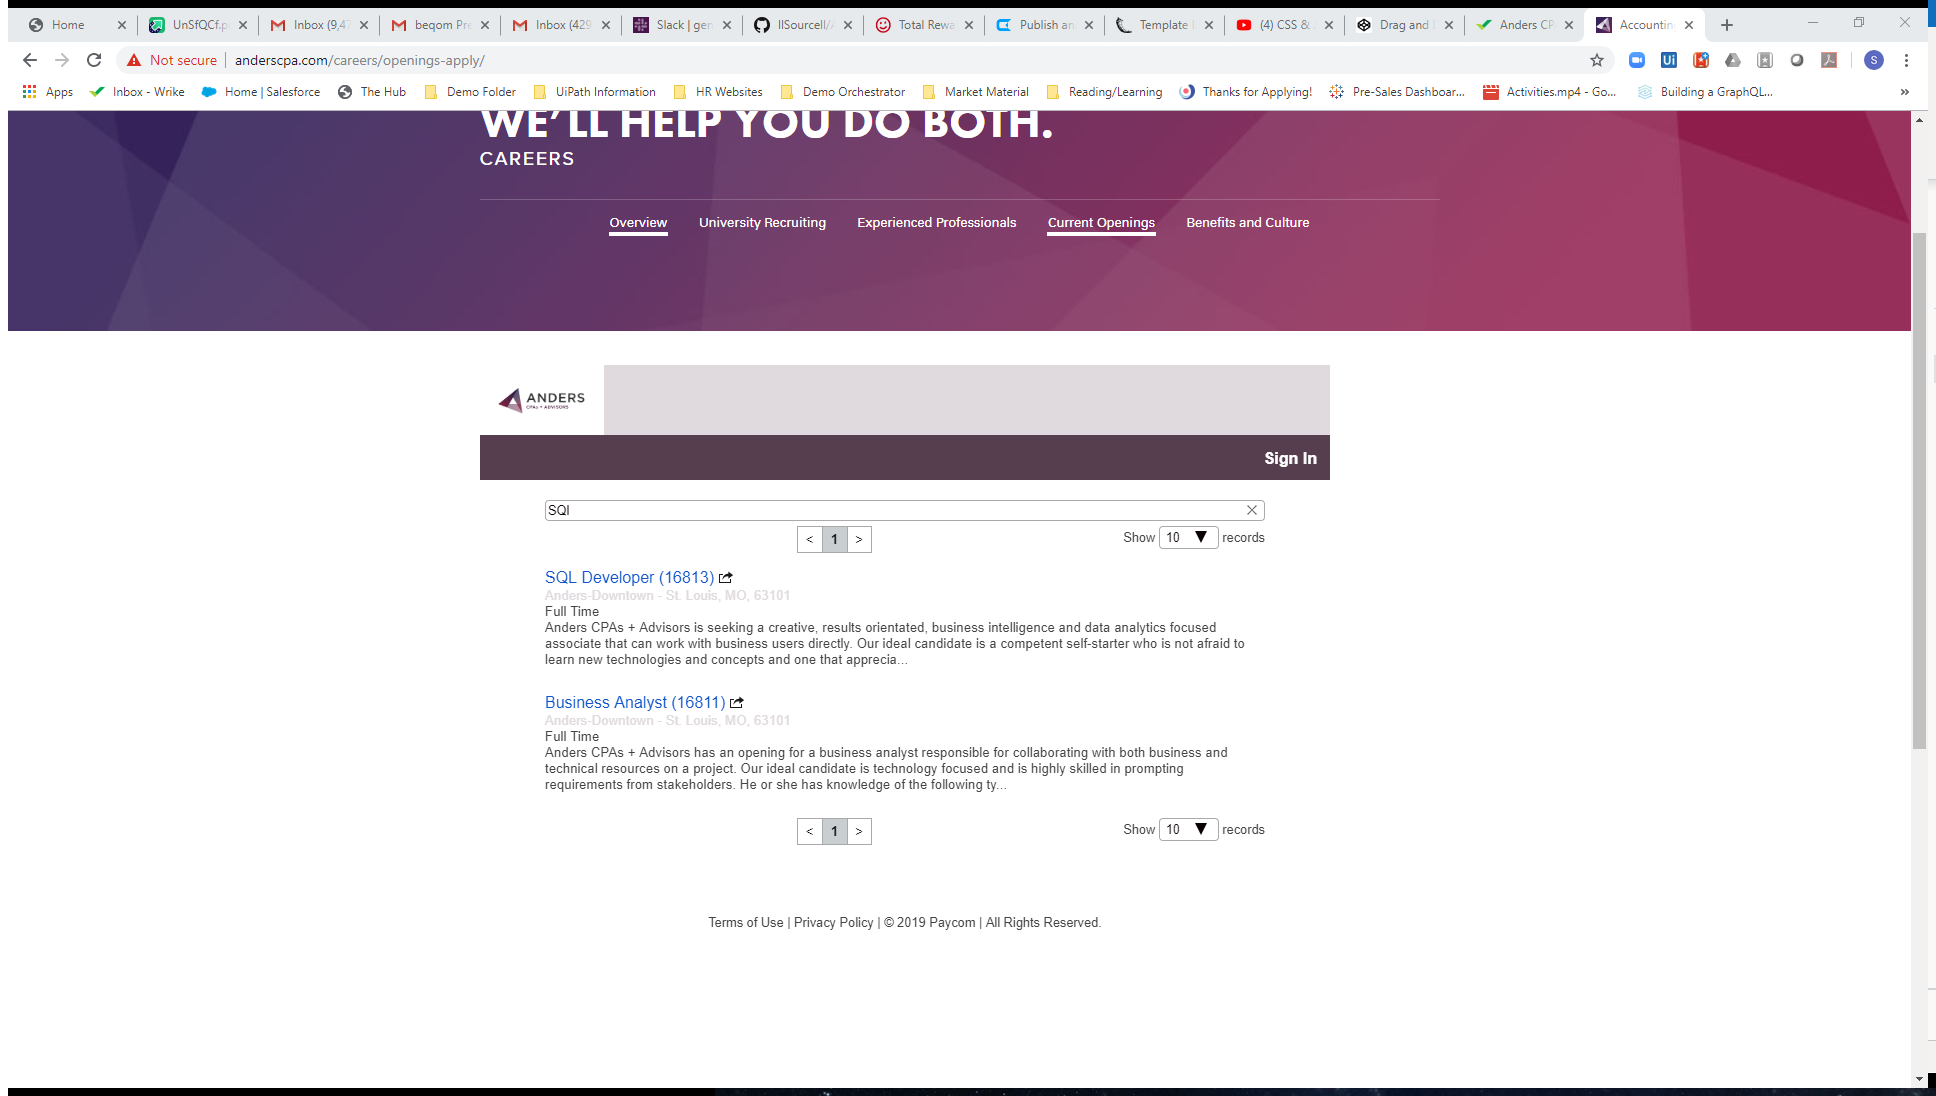 Home UnSfQCf.p Inbox (9,47 beqom Pre Inbox (429 Slack | gen llSourcell/ Total Rewa Publish an Template (4) CSS & Drag and Anders CP Accountin
Not secure anderscpa.com/careers/openings-apply/ Ui S
Apps Inbox - Wrike Home | Salesforce The Hub Demo Folder UiPath Information HR Websites Demo Orchestrator Market Material Reading/Learning Thanks for Applying! Pre-Sales Dashboar... Activities.mp4 - Go... Building a GraphQL... »
WE'LL HELP YOU DO BOTH.
CAREERS
Overview University Recruiting Experienced Professionals Current Openings Benefits and Culture
ANDERS
CPAs + ADVISORS
Sign In
SQl
< 1 > Show 10 records
SQL Developer (16813)
Anders-Downtown - St. Louis, MO, 63101
Full Time
Anders CPAs + Advisors is seeking a creative, results orientated, business intelligence and data analytics focused
associate that can work with business users directly. Our ideal candidate is a competent self-starter who is not afraid to
learn new technologies and concepts and one that apprecia...
Business Analyst (16811)
Anders-Downtown - St. Louis, MO, 63101
Full Time
Anders CPAs + Advisors has an opening for a business analyst responsible for collaborating with both business and
technical resources on a project. Our ideal candidate is technology focused and is highly skilled in prompting
requirements from stakeholders. He or she has knowledge of the following ty...
< 1 > Show 10 records
Terms of Use | Privacy Policy | © 2019 Paycom | All Rights Reserved.